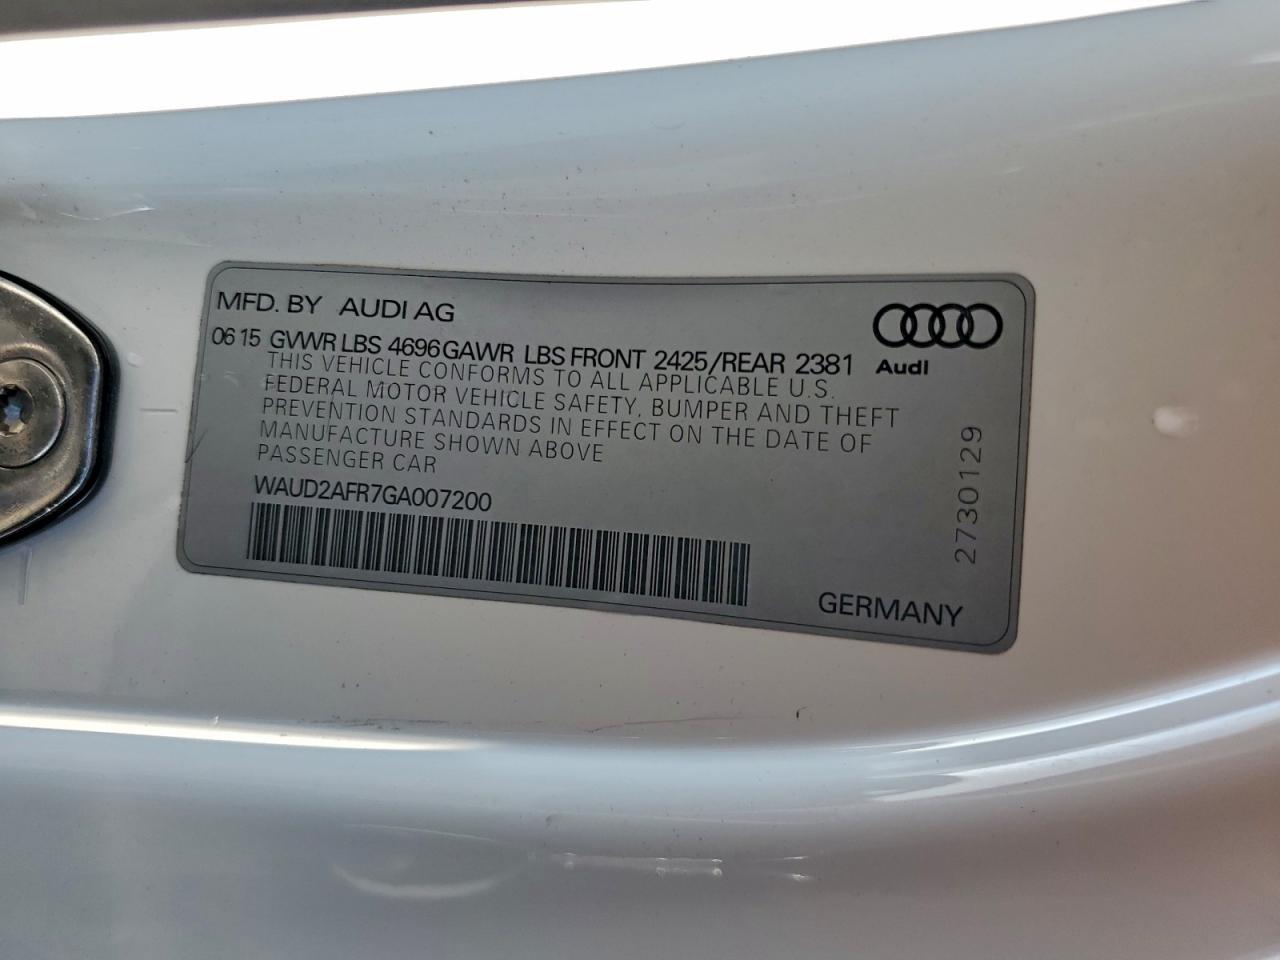 MFD. BY AUDI AG
06 15 GVWR LBS 4696 GAWR LBS FRONT 2425/REAR 2381
Audi
THIS VEHICLE CONFORMS TO ALL APPLICABLE U.S.
FEDERAL MOTOR VEHICLE SAFETY, BUMPER AND THEFT
PREVENTION STANDARDS IN EFFECT ON THE DATE OF
MANUFACTURE SHOWN ABOVE
PASSENGER CAR
WAUD2AFR7GA007200
2730129
GERMANY